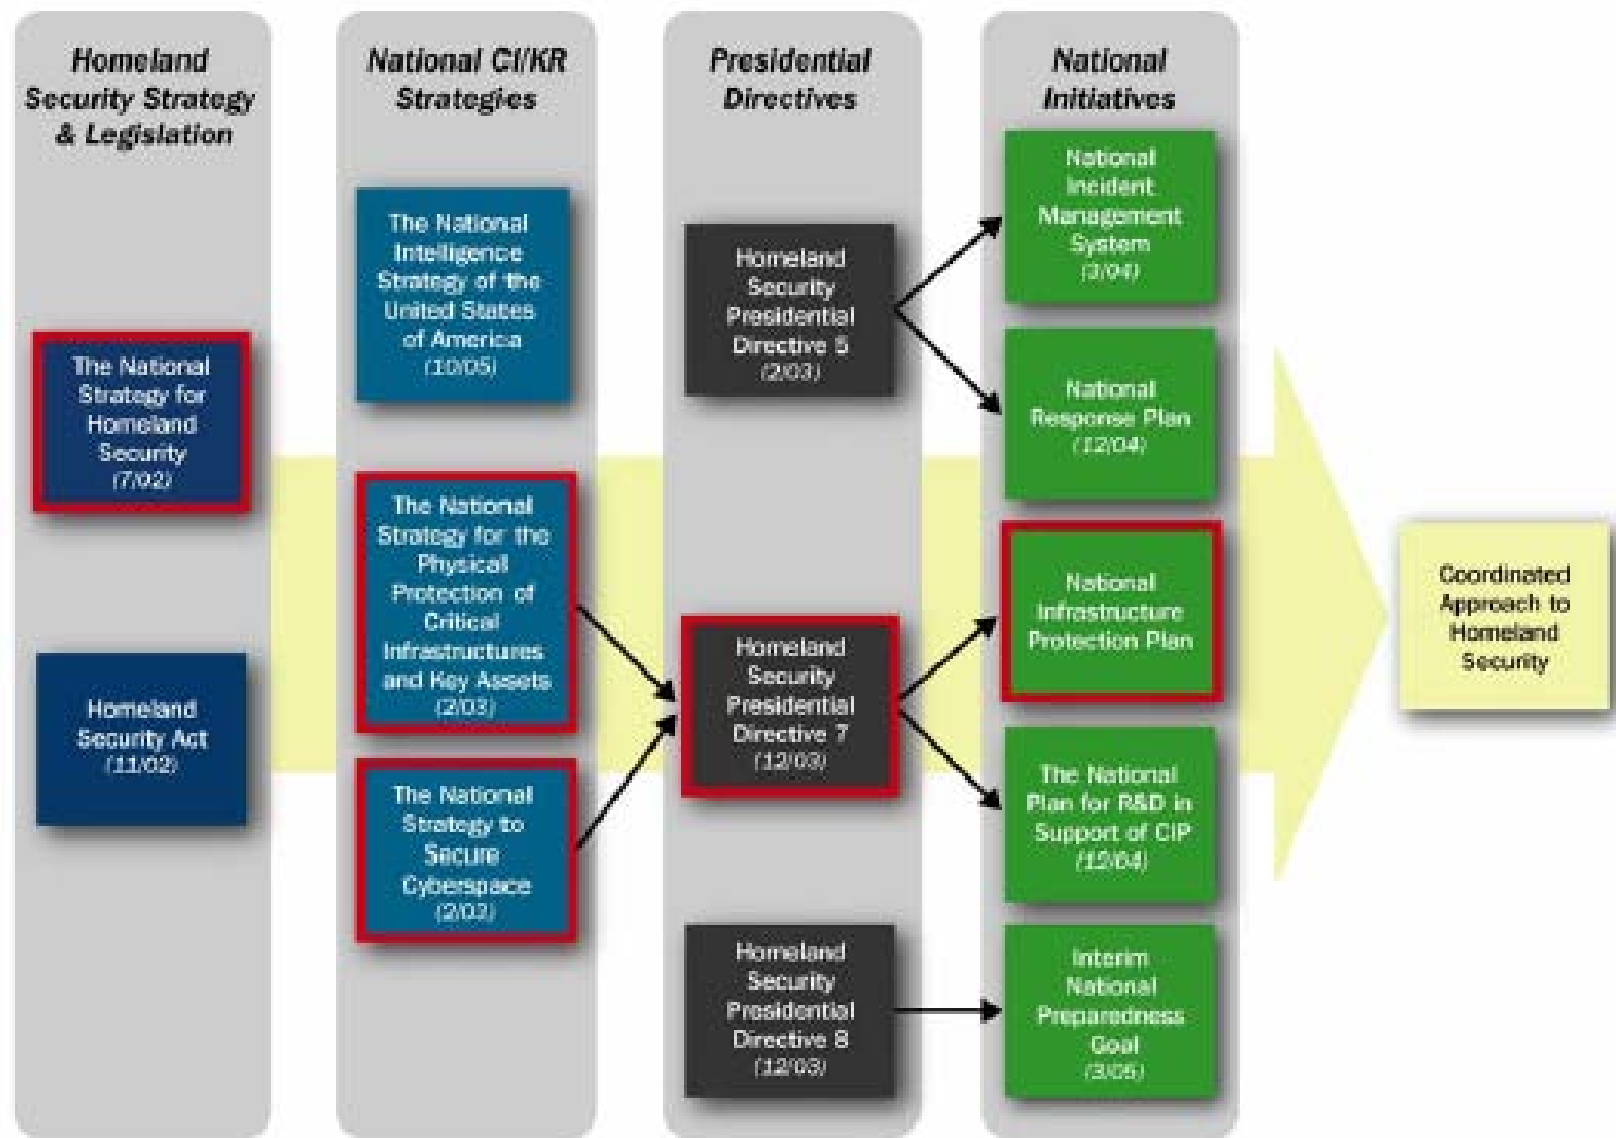 Homeland
Security Strategy
& Legislation
The National
Strategy for
Homeland
Security
(7/02)
Homeland
Security Act
(11/02)
National CI/KR
Strategies
The National
Intelligence
Strategy of the
United States
of America
(10/05)
The National
Strategy for the
Physical
Protection of
Critical
Infrastructures
and Key Assets
(2/03)
The National
Strategy to
Secure
Cyberspace
(2/03)
Presidential
Directives
Homeland
Security
Presidential
Directive 5
(2/03)
Homeland
Security
Presidential
Directive 7
(12/03)
Homeland
Security
Presidential
Directive 8
(12/03)
National
Initiatives
National
Incident
Management
System
(3/04)
National
Response Plan
(12/04)
National
Infrastructure
Protection Plan
The National
Plan for R&D in
Support of CIP
(12/04)
Interim
National
Preparedness
Goal
(3/05)
Coordinated
Approach to
Homeland
Security